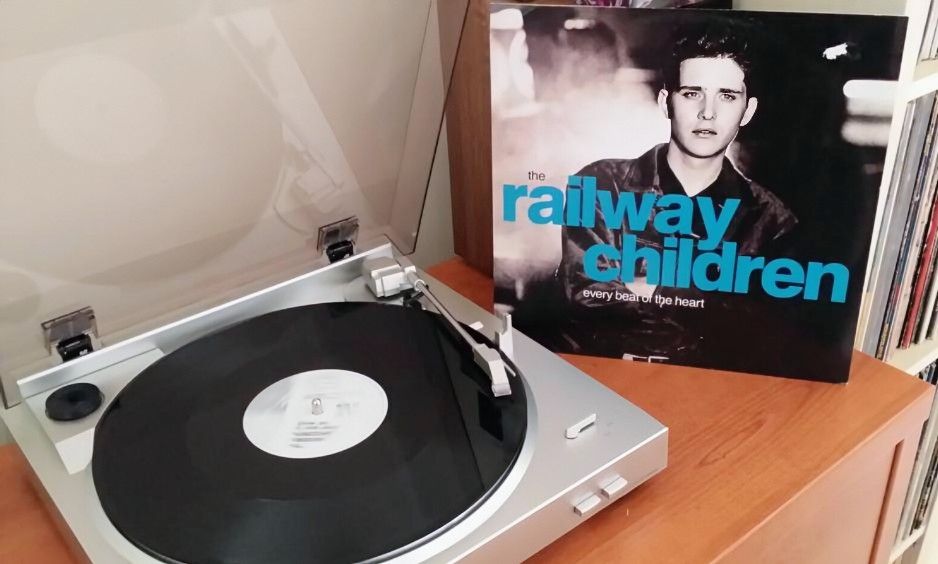 the
railway
children
every beat of the heart